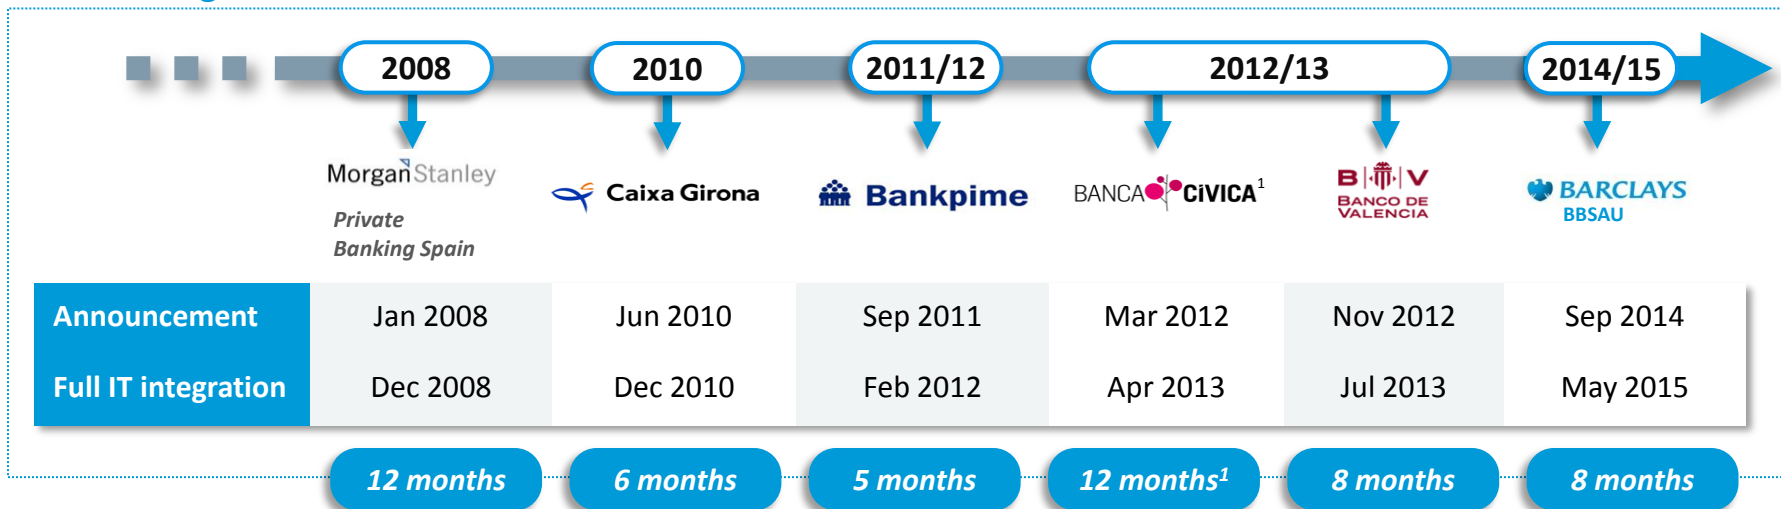 2008 2010 2011/12 2012/13 2014/15
Morgan Stanley
Private
Banking Spain
Caixa Girona
Bankpime
BANCA CíVICA¹
B V
BANCO DE
VALENCIA
BARCLAYS
BBSAU
Announcement Jan 2008 Jun 2010 Sep 2011 Mar 2012 Nov 2012 Sep 2014
Full IT integration Dec 2008 Dec 2010 Feb 2012 Apr 2013 Jul 2013 May 2015
12 months 6 months 5 months 12 months¹ 8 months 8 months